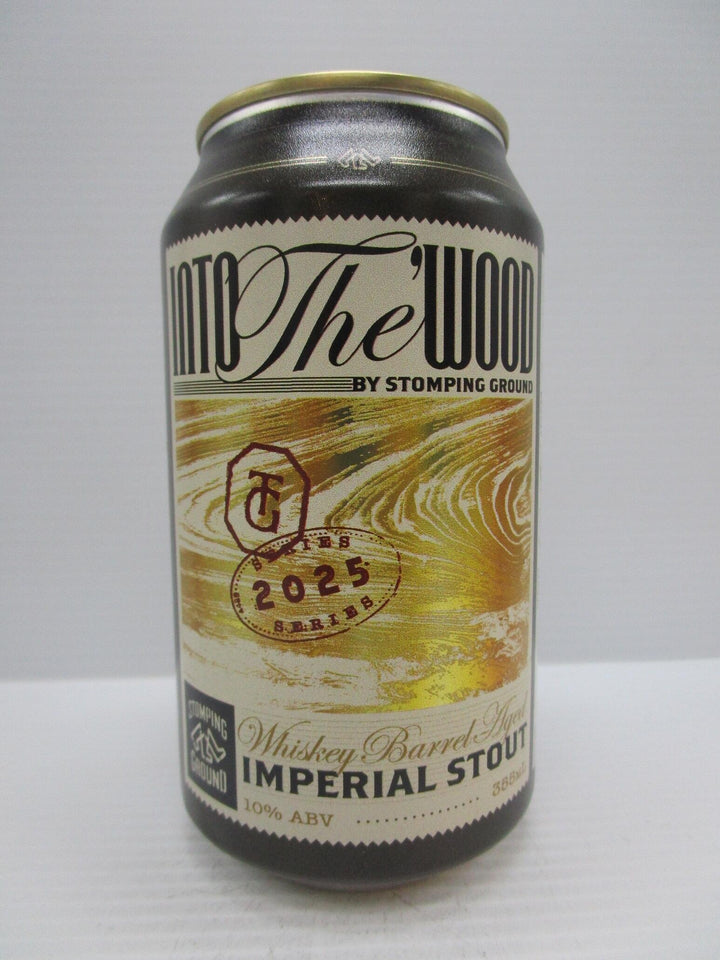 INTO The WOOD
BY STOMPING GROUND
TG
SERIES
2025
SERIES
STOMPING
GROUND
Whiskey Barrel Aged
IMPERIAL STOUT
10% ABV